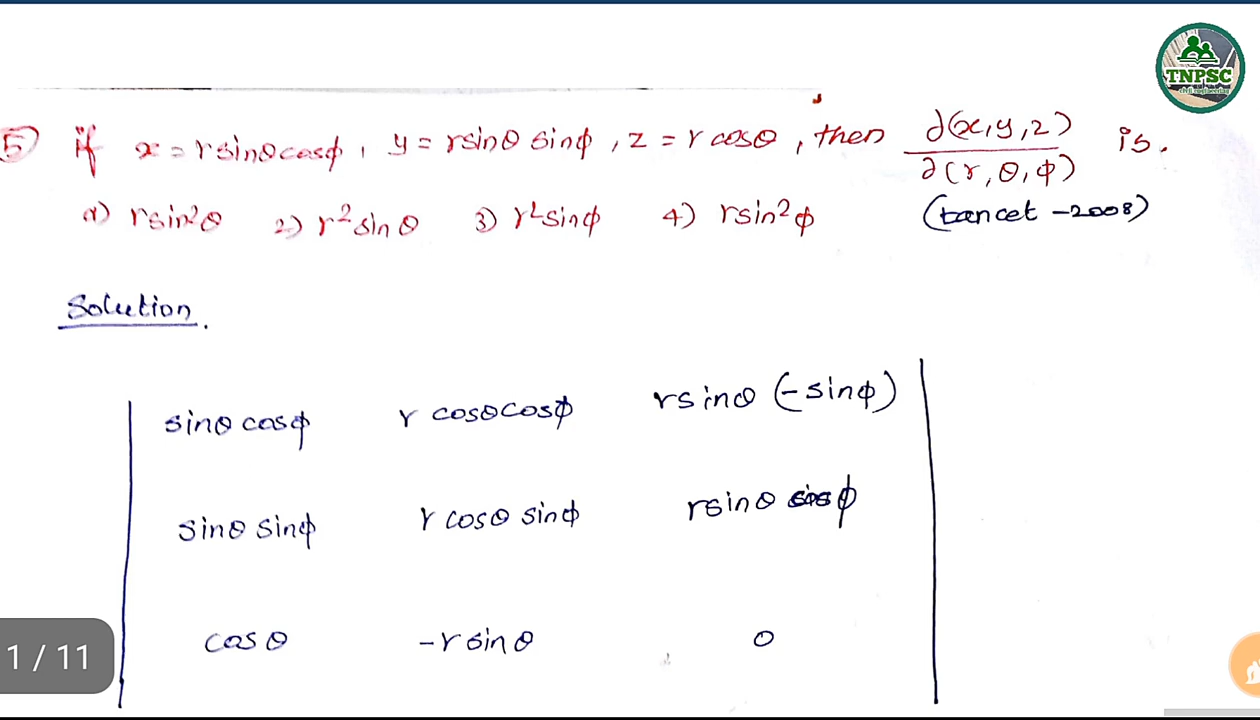 TNPSC
civil engineering
5) if x = r sinθ cosφ, y = r sinθ sinφ, z = r cosθ, then ∂(x,y,z)/∂(r,θ,φ) is.
1) r sin²θ 2) r² sinθ 3) r² sinφ 4) r sin²φ (tancet - 2008)
Solution.
sinθ cosφ r cosθ cosφ r sinθ (-sinφ)
sinθ sinφ r cosθ sinφ r sinθ cosφ
cosθ -r sinθ 0
1 / 11